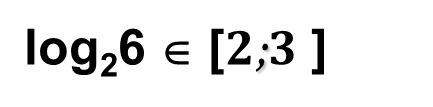 log₂6 ∈ [2;3 ]